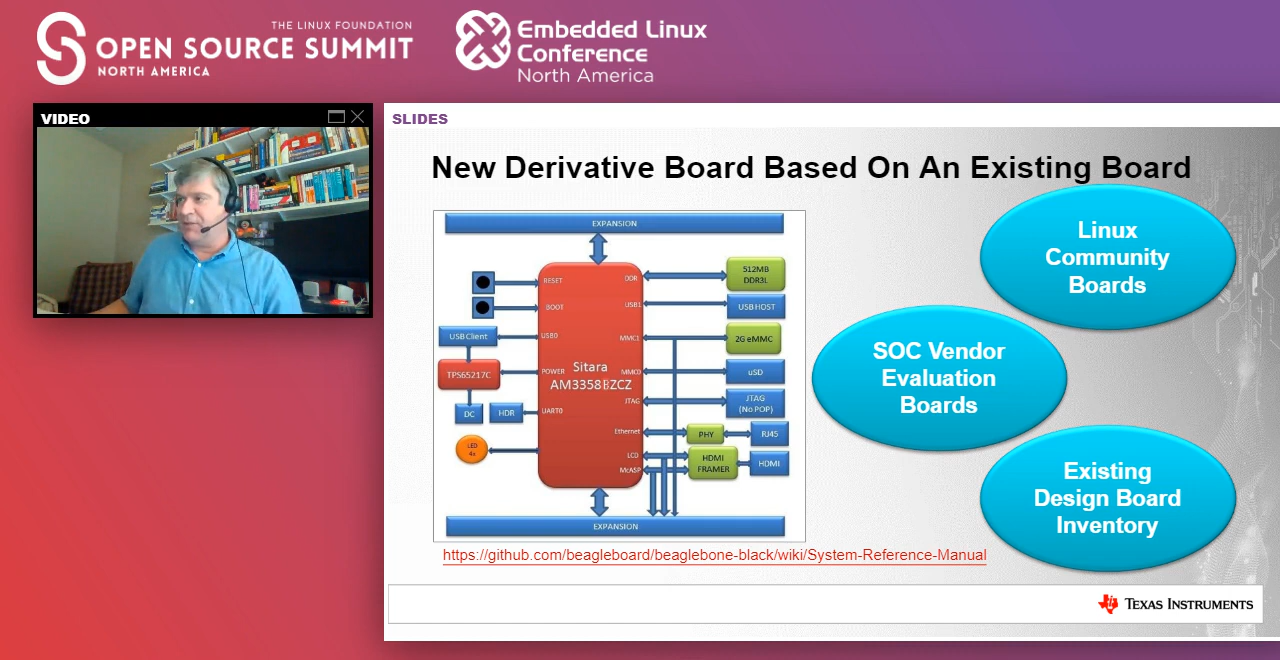 THE LINUX FOUNDATION
OPEN SOURCE SUMMIT
NORTH AMERICA
Embedded Linux
Conference
North America
VIDEO
SLIDES
New Derivative Board Based On An Existing Board
EXPANSION
RESET
BOOT
USB Client
USB0
TPS65217C
POWER
DC
HDR
UART0
LED
4x
Sitara
AM3358BZCZ
DDR
512MB
DDR3L
USB1
USB HOST
MMC1
2G eMMC
MMC0
uSD
JTAG
JTAG
(No POP)
Ethernet
PHY
RJ45
LCD
McASP
HDMI
FRAMER
HDMI
EXPANSION
Linux
Community
Boards
SOC Vendor
Evaluation
Boards
Existing
Design Board
Inventory
https://github.com/beagleboard/beaglebone-black/wiki/System-Reference-Manual
TEXAS INSTRUMENTS